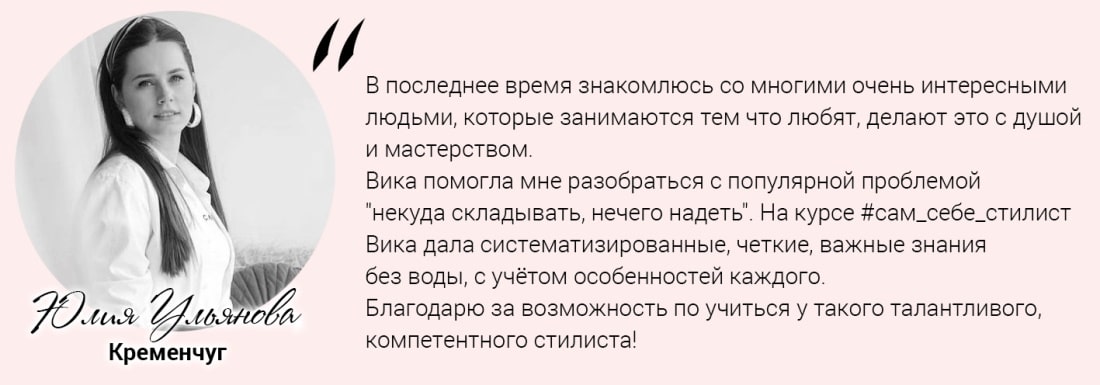 В последнее время знакомлюсь со многими очень интересными
людьми, которые занимаются тем что любят, делают это с душой
и мастерством.
Вика помогла мне разобраться с популярной проблемой
"некуда складывать, нечего надеть". На курсе #сам_себе_стилист
Вика дала систематизированные, четкие, важные знания
без воды, с учётом особенностей каждого.
Благодарю за возможность по учиться у такого талантливого,
компетентного стилиста!
Юлия Ульянова
Кременчуг